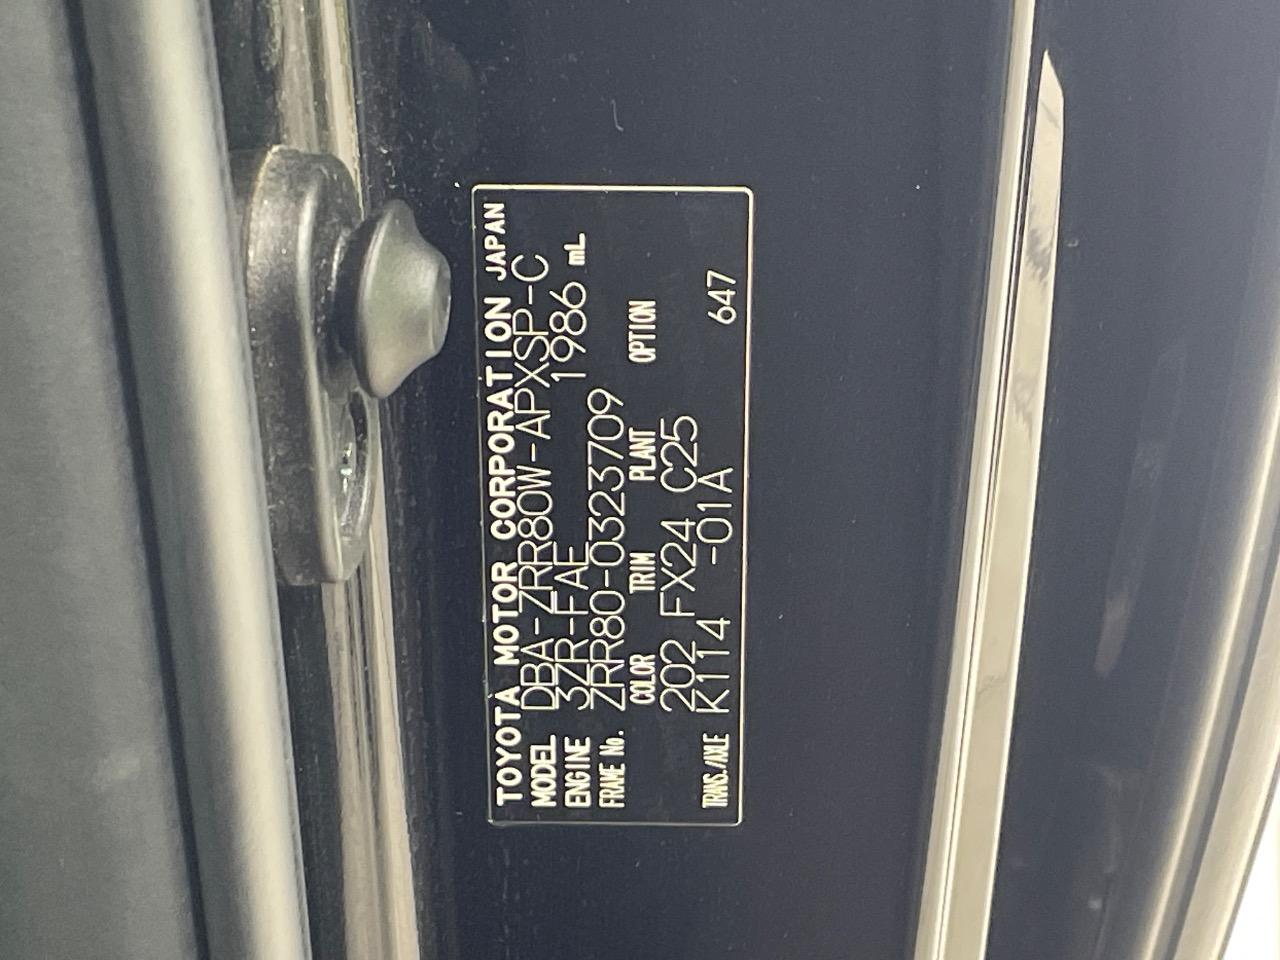 TOYOTA MOTOR CORPORATION JAPAN
MODEL DBA-ZRR80W-APXSP-C
ENGINE 3ZR-FAE 1986 mL
FRAME No. ZRR80-0323709
COLOR TRIM PLANT OPTION
202 FX24 C25
TRANS./AXLE K114 -01A 647